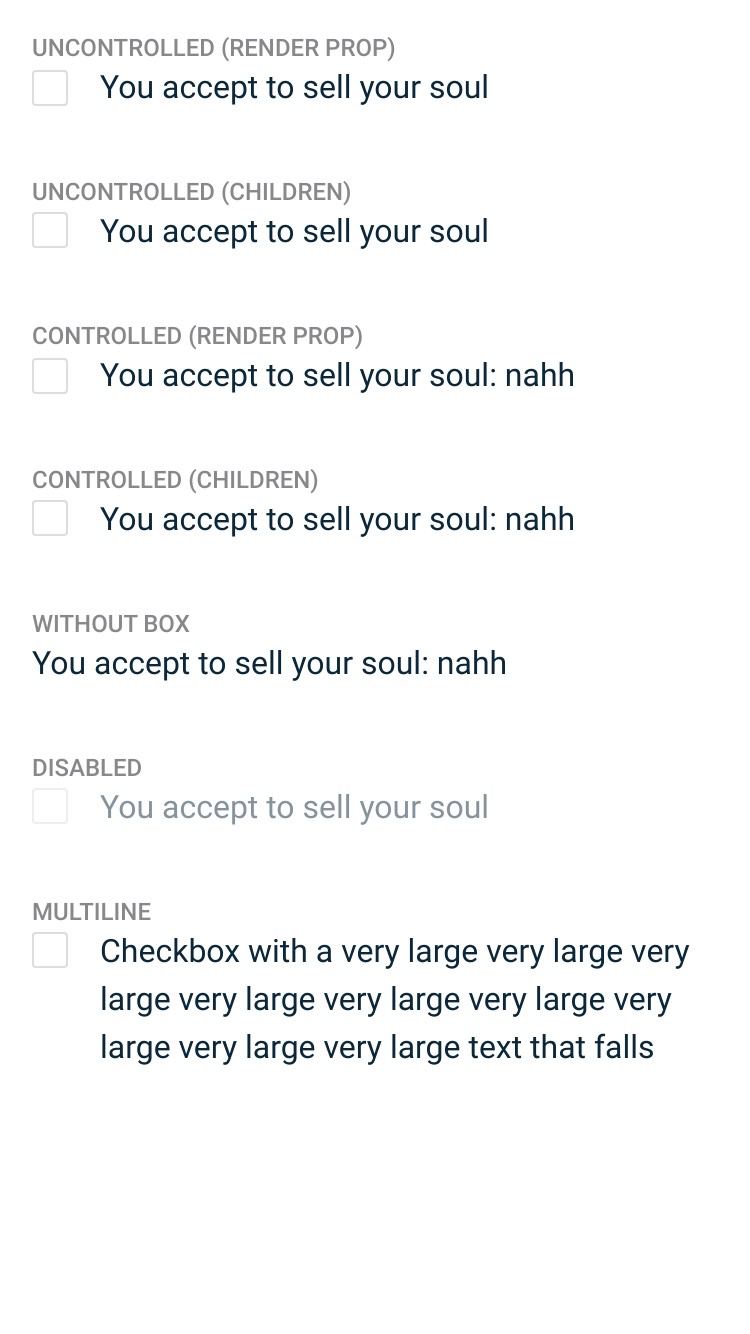 UNCONTROLLED (RENDER PROP)
You accept to sell your soul
UNCONTROLLED (CHILDREN)
You accept to sell your soul
CONTROLLED (RENDER PROP)
You accept to sell your soul: nahh
CONTROLLED (CHILDREN)
You accept to sell your soul: nahh
WITHOUT BOX
You accept to sell your soul: nahh
DISABLED
You accept to sell your soul
MULTILINE
Checkbox with a very large very large very
large very large very large very large very
large very large very large text that falls